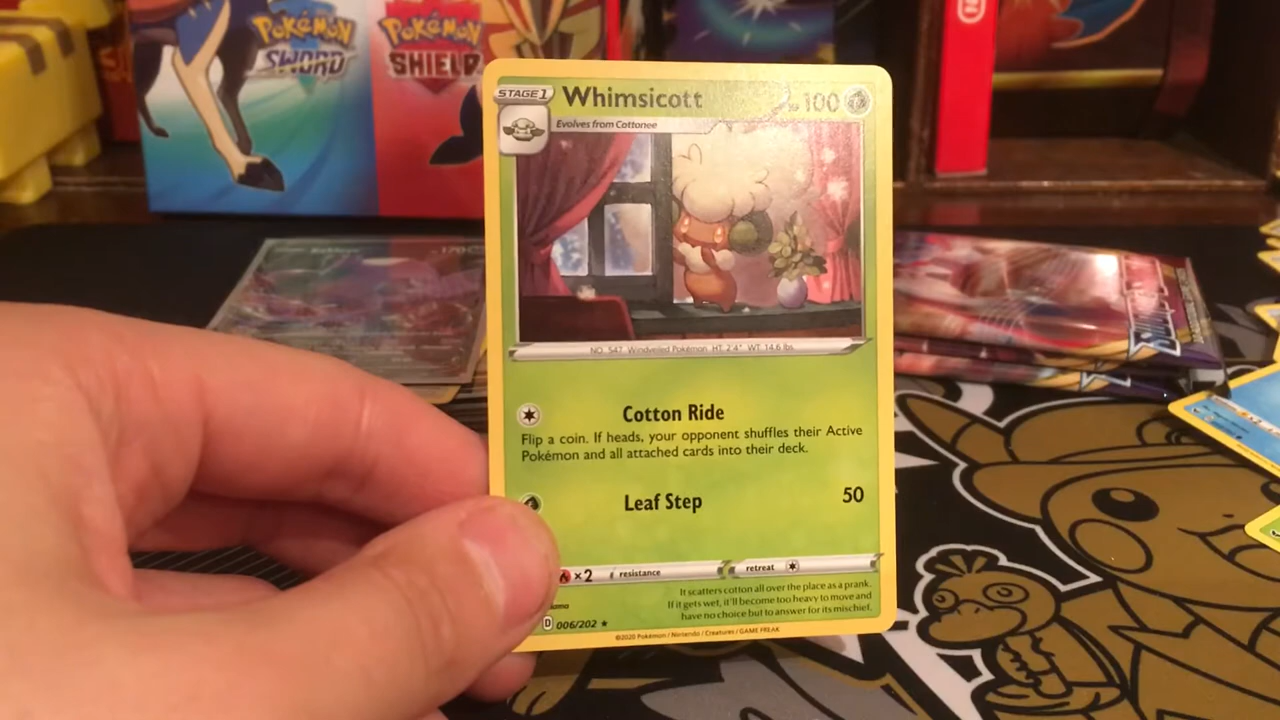 POKÉMON
SWORD
POKÉMON
SHIELD
STAGE 1
Whimsicott
HP 100
Evolves from Cottonee
NO. 547 Windveiled Pokémon HT: 2'4" WT: 14.6 lbs.
Cotton Ride
Flip a coin. If heads, your opponent shuffles their Active
Pokémon and all attached cards into their deck.
Leaf Step
50
×2
resistance
retreat
It scatters cotton all over the place as a prank.
If it gets wet, it'll become too heavy to move and
have no choice but to answer for its mischief.
D 006/202 ★
©2020 Pokémon / Nintendo / Creatures / GAME FREAK
170